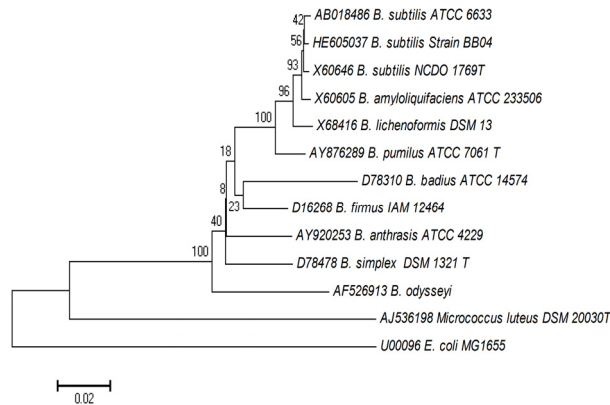 42
AB018486 B. subtilis ATCC 6633
56
HE605037 B. subtilis Strain BB04
93
X60646 B. subtilis NCDO 1769T
96
X60605 B. amyloliquifaciens ATCC 233506
100
X68416 B. lichenoformis DSM 13
AY876289 B. pumilus ATCC 7061 T
18
D78310 B. badius ATCC 14574
8
23
D16268 B. firmus IAM 12464
40
AY920253 B. anthrasis ATCC 4229
100
D78478 B. simplex DSM 1321 T
AF526913 B. odysseyi
AJ536198 Micrococcus luteus DSM 20030T
U00096 E. coli MG1655
0.02